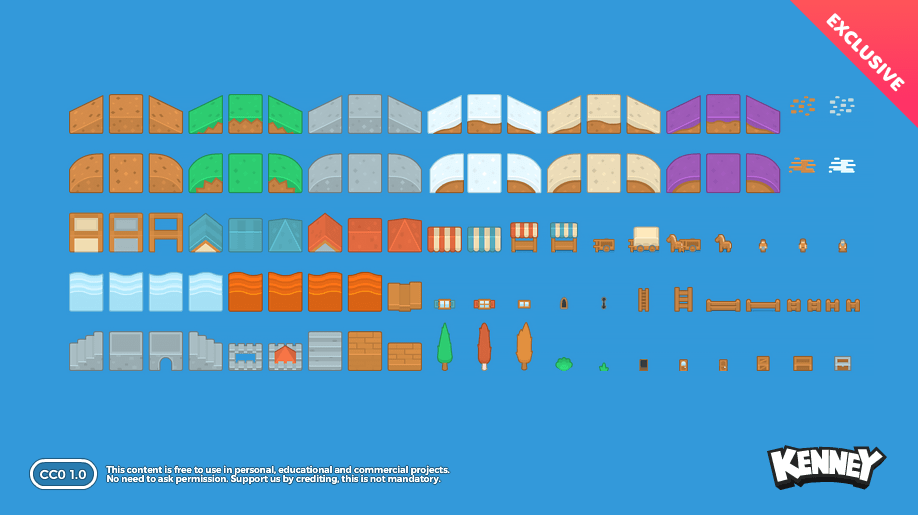 EXCLUSIVE
CC0 1.0
This content is free to use in personal, educational and commercial projects.
No need to ask permission. Support us by crediting, this is not mandatory.
KENNEY